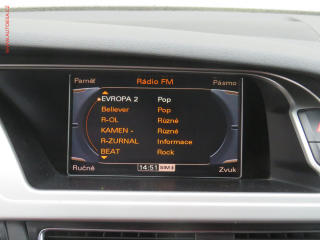 Paměť Rádio FM Pásmo
EVROPA 2 Pop
Believer Pop
R-OL Různé
KAMEN - Různé
R-ZURNAL Informace
BEAT Rock
Ručně 14:51 Zvuk